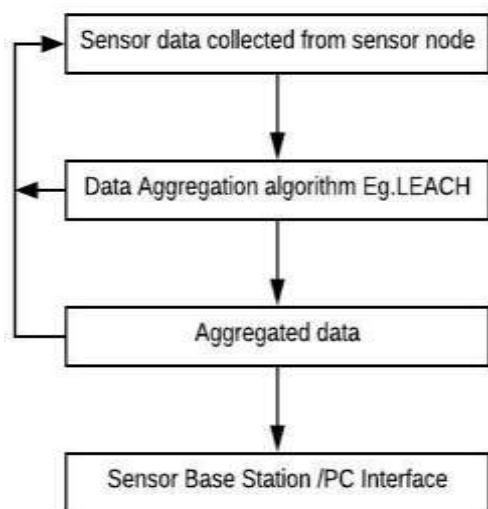 Sensor data collected from sensor node
Data Aggregation algorithm Eg.LEACH
Aggregated data
Sensor Base Station /PC Interface